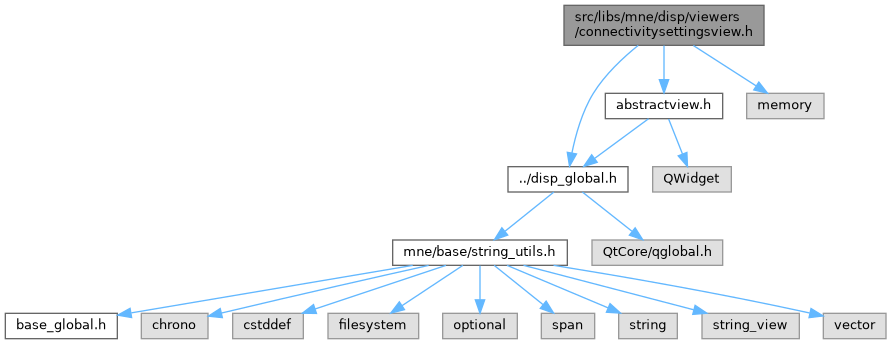 src/libs/mne/disp/viewers
/connectivitysettingsview.h
abstractview.h
memory
../disp_global.h
QWidget
mne/base/string_utils.h
QtCore/qglobal.h
base_global.h
chrono
cstddef
filesystem
optional
span
string
string_view
vector